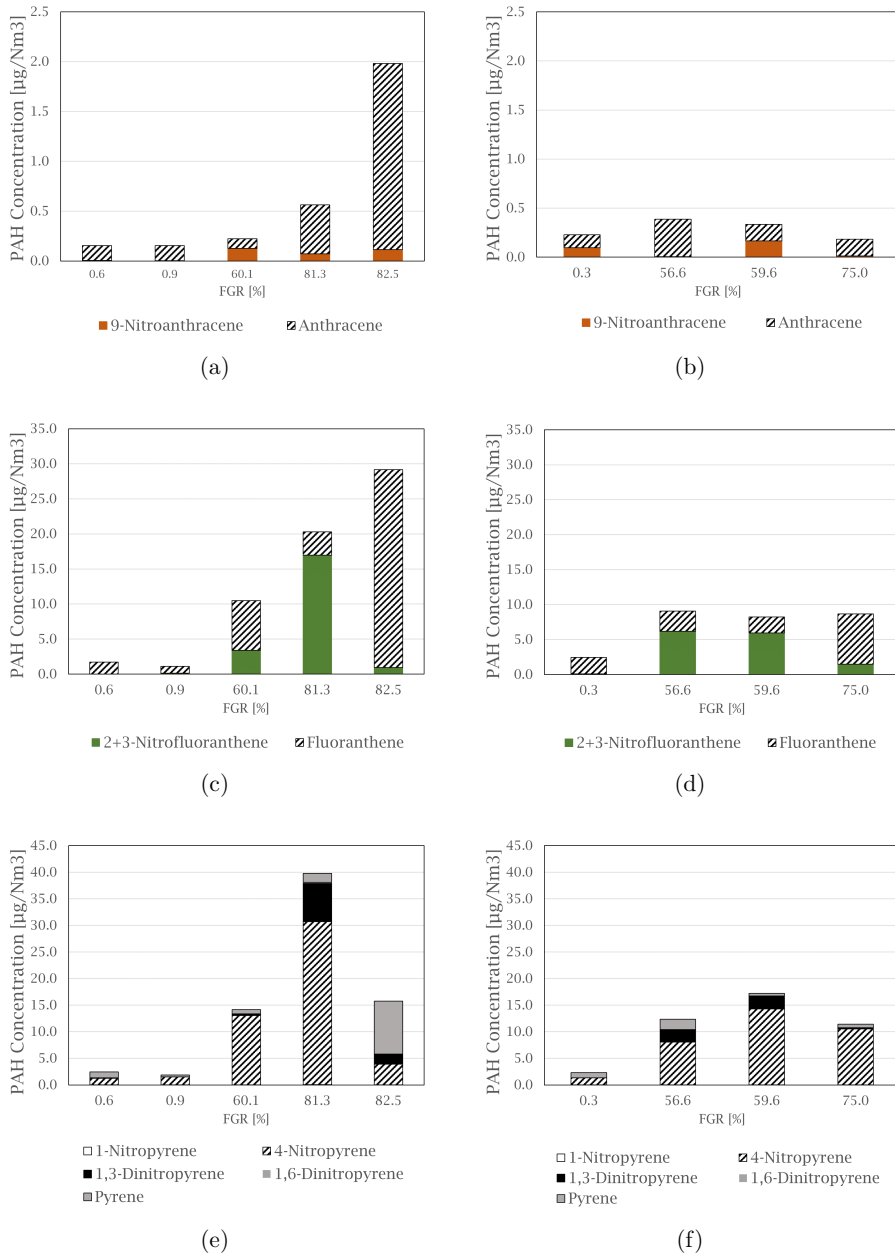 PAH Concentration [µg/Nm3]
2.5
2.0
1.5
1.0
0.5
0.0
0.6 0.9 60.1 81.3 82.5
FGR [%]
9-Nitroanthracene Anthracene
(a)
PAH Concentration [µg/Nm3]
2.5
2.0
1.5
1.0
0.5
0.0
0.3 56.6 59.6 75.0
FGR [%]
9-Nitroanthracene Anthracene
(b)
PAH Concentration [µg/Nm3]
35.0
30.0
25.0
20.0
15.0
10.0
5.0
0.0
0.6 0.9 60.1 81.3 82.5
FGR [%]
2+3-Nitrofluoranthene Fluoranthene
(c)
PAH Concentration [µg/Nm3]
35.0
30.0
25.0
20.0
15.0
10.0
5.0
0.0
0.3 56.6 59.6 75.0
FGR [%]
2+3-Nitrofluoranthene Fluoranthene
(d)
PAH Concentration [µg/Nm3]
45.0
40.0
35.0
30.0
25.0
20.0
15.0
10.0
5.0
0.0
0.6 0.9 60.1 81.3 82.5
FGR [%]
1-Nitropyrene 4-Nitropyrene
1,3-Dinitropyrene 1,6-Dinitropyrene
Pyrene
(e)
PAH Concentration [µg/Nm3]
45.0
40.0
35.0
30.0
25.0
20.0
15.0
10.0
5.0
0.0
0.3 56.6 59.6 75.0
FGR [%]
1-Nitropyrene 4-Nitropyrene
1,3-Dinitropyrene 1,6-Dinitropyrene
Pyrene
(f)